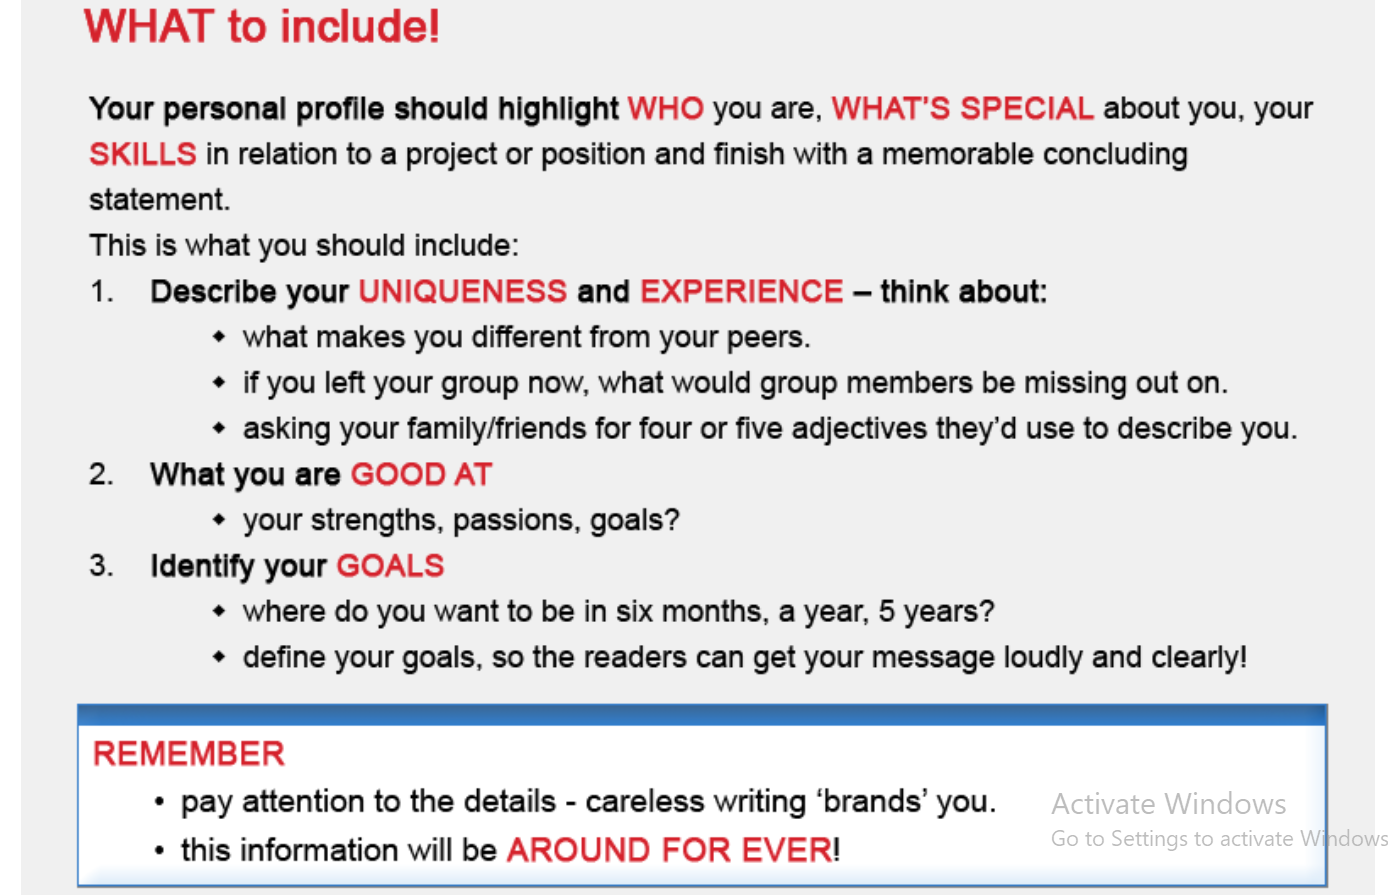 WHAT to include!
Your personal profile should highlight WHO you are, WHAT'S SPECIAL about you, your
SKILLS in relation to a project or position and finish with a memorable concluding
statement.
This is what you should include:
1. Describe your UNIQUENESS and EXPERIENCE – think about:
◆ what makes you different from your peers.
◆ if you left your group now, what would group members be missing out on.
◆ asking your family/friends for four or five adjectives they'd use to describe you.
2. What you are GOOD AT
◆ your strengths, passions, goals?
3. Identify your GOALS
◆ where do you want to be in six months, a year, 5 years?
◆ define your goals, so the readers can get your message loudly and clearly!
REMEMBER
• pay attention to the details - careless writing ‘brands’ you.
• this information will be AROUND FOR EVER!
Activate Windows
Go to Settings to activate Windows